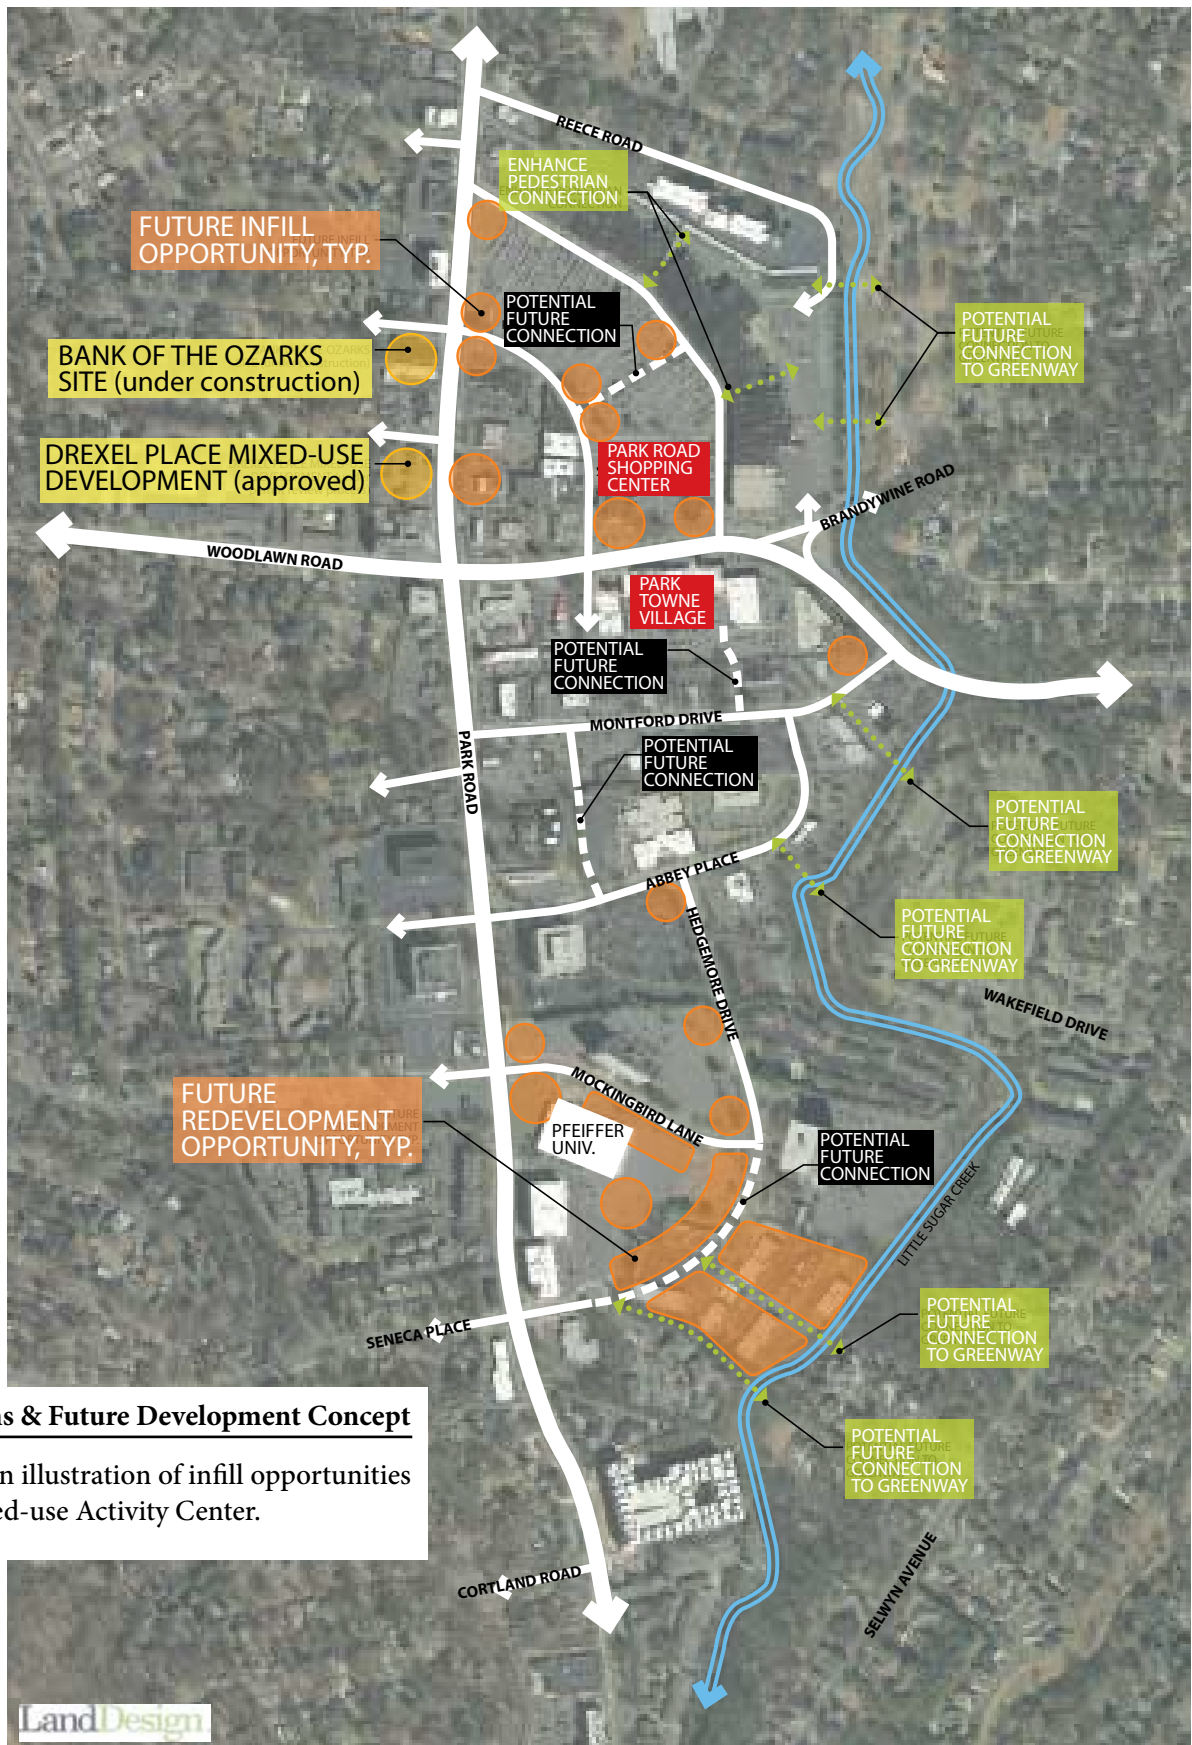 REECE ROAD
ENHANCE
PEDESTRIAN
CONNECTION
FUTURE INFILL
OPPORTUNITY, TYP.
POTENTIAL
FUTURE
CONNECTION
POTENTIAL
FUTURE
CONNECTION
TO GREENWAY
BANK OF THE OZARKS
SITE (under construction)
DREXEL PLACE MIXED-USE
DEVELOPMENT (approved)
PARK ROAD
SHOPPING
CENTER
BRANDYWINE ROAD
WOODLAWN ROAD
PARK
TOWNE
VILLAGE
POTENTIAL
FUTURE
CONNECTION
MONTFORD DRIVE
PARK ROAD
POTENTIAL
FUTURE
CONNECTION
POTENTIAL
FUTURE
CONNECTION
TO GREENWAY
ABBEY PLACE
HEDGEMORE DRIVE
POTENTIAL
FUTURE
CONNECTION
TO GREENWAY
WAKEFIELD DRIVE
MOCKINGBIRD LANE
FUTURE
REDEVELOPMENT
OPPORTUNITY, TYP.
PFEIFFER
UNIV.
POTENTIAL
FUTURE
CONNECTION
LITTLE SUGAR CREEK
SENECA PLACE
POTENTIAL
FUTURE
CONNECTION
TO GREENWAY
s & Future Development Concept
n illustration of infill opportunities
ed-use Activity Center.
POTENTIAL
FUTURE
CONNECTION
TO GREENWAY
SELWYN AVENUE
CORTLAND ROAD
LandDesign